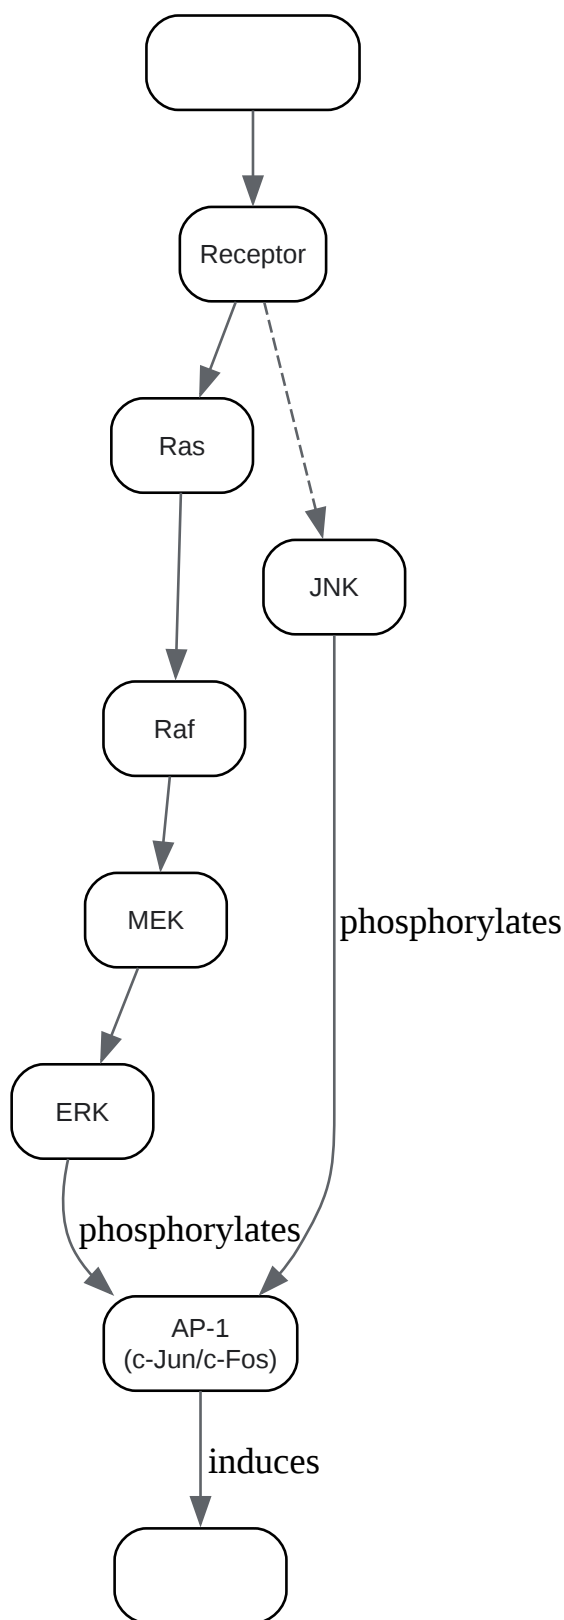 Receptor
Ras
JNK
Raf
MEK
phosphorylates
ERK
phosphorylates
AP-1
(c-Jun/c-Fos)
induces